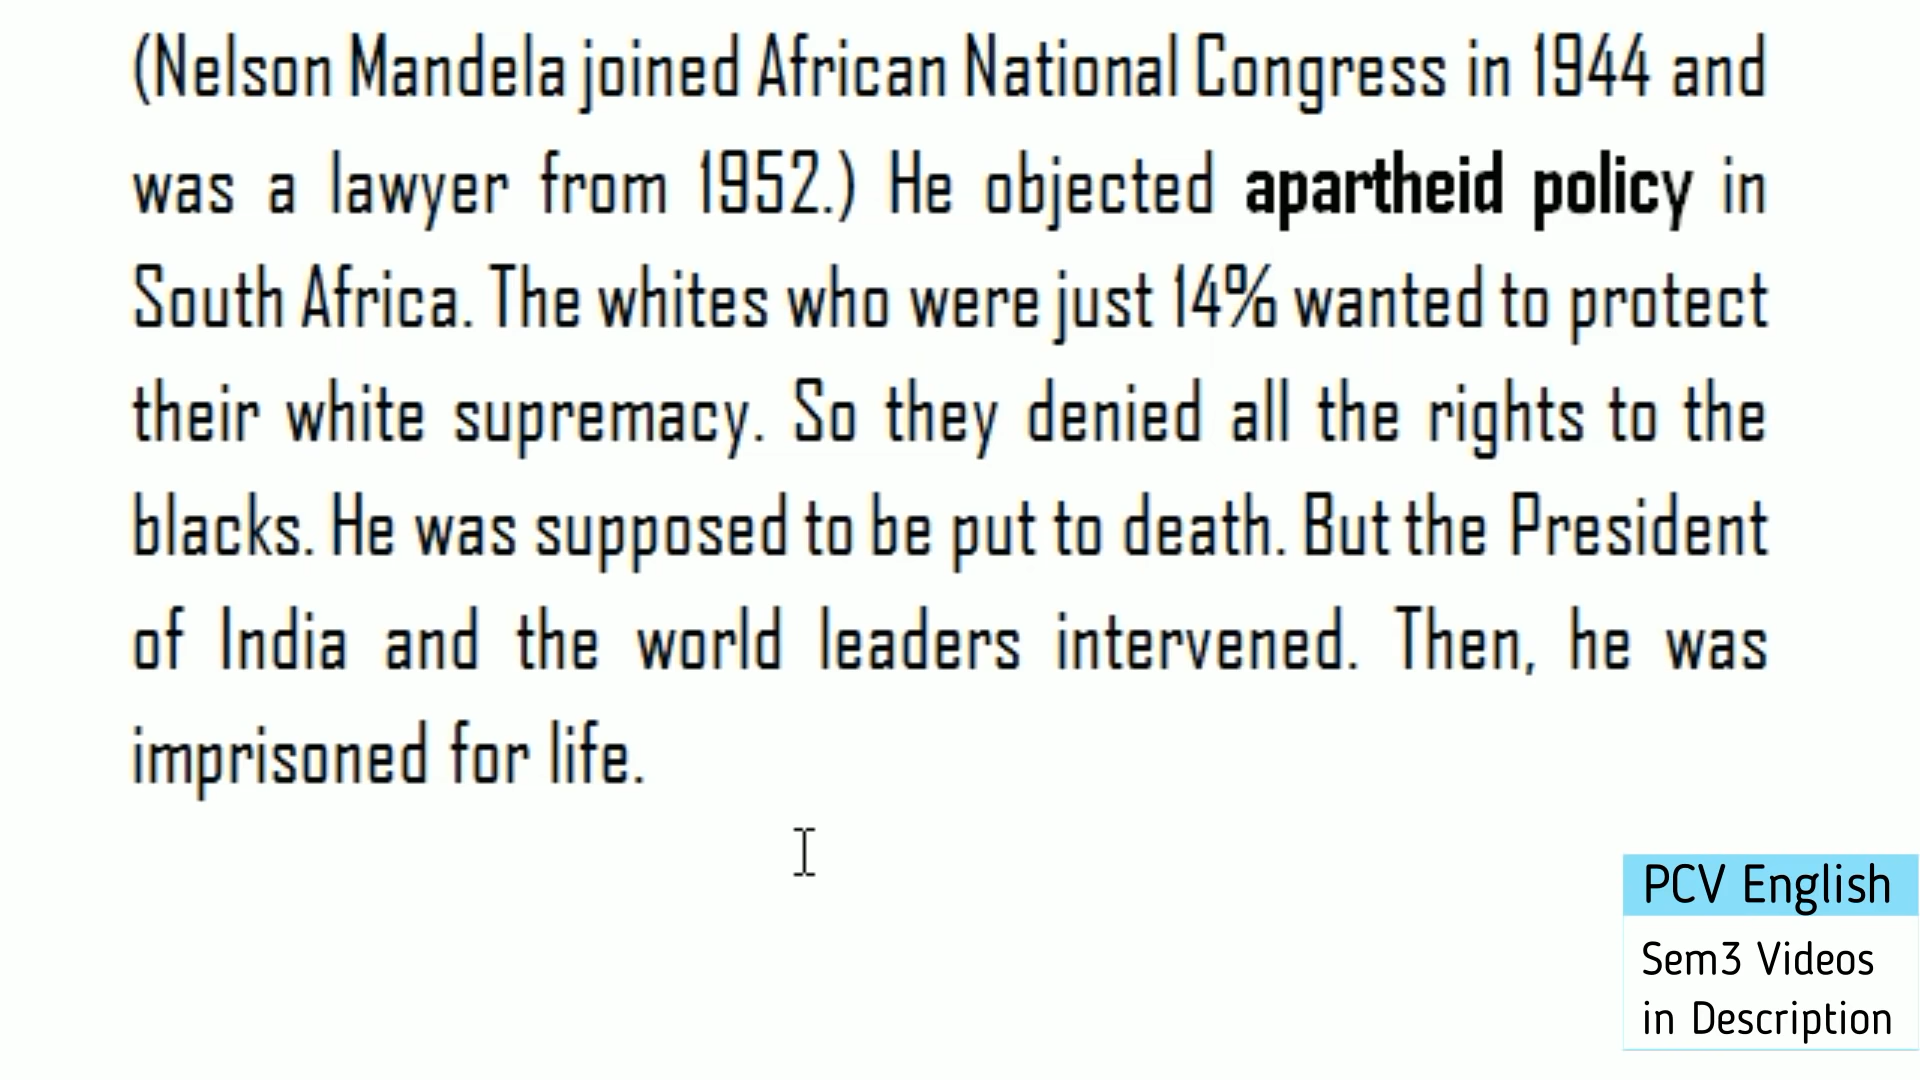 (Nelson Mandela joined African National Congress in 1944 and
was a lawyer from 1952.) He objected apartheid policy in
South Africa. The whites who were just 14% wanted to protect
their white supremacy. So they denied all the rights to the
blacks. He was supposed to be put to death. But the President
of India and the world leaders intervened. Then, he was
imprisoned for life.
PCV English
Sem3 Videos
in Description